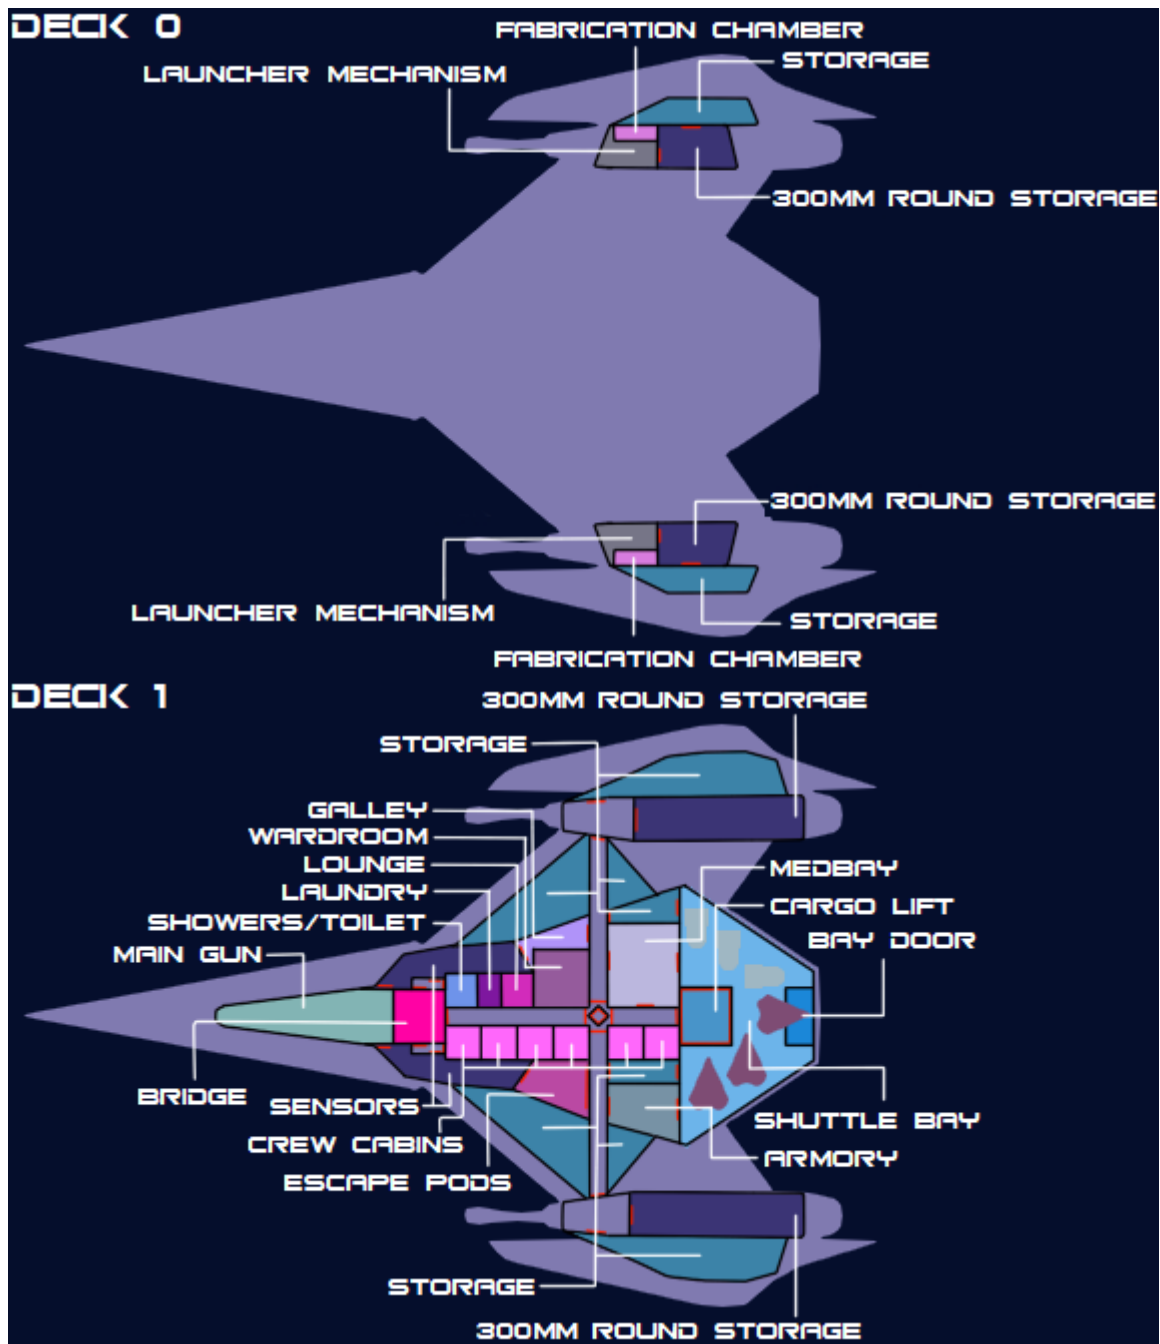 DECK 0
FABRICATION CHAMBER
STORAGE
LAUNCHER MECHANISM
300MM ROUND STORAGE
300MM ROUND STORAGE
LAUNCHER MECHANISM
STORAGE
FABRICATION CHAMBER
DECK 1
300MM ROUND STORAGE
STORAGE
GALLEY
WARDROOM
LOUNGE
MEDBAY
LAUNDRY
CARGO LIFT
SHOWERS/TOILET
BAY DOOR
MAIN GUN
BRIDGE
SENSORS
SHUTTLE BAY
CREW CABINS
ARMORY
ESCAPE PODS
STORAGE
300MM ROUND STORAGE